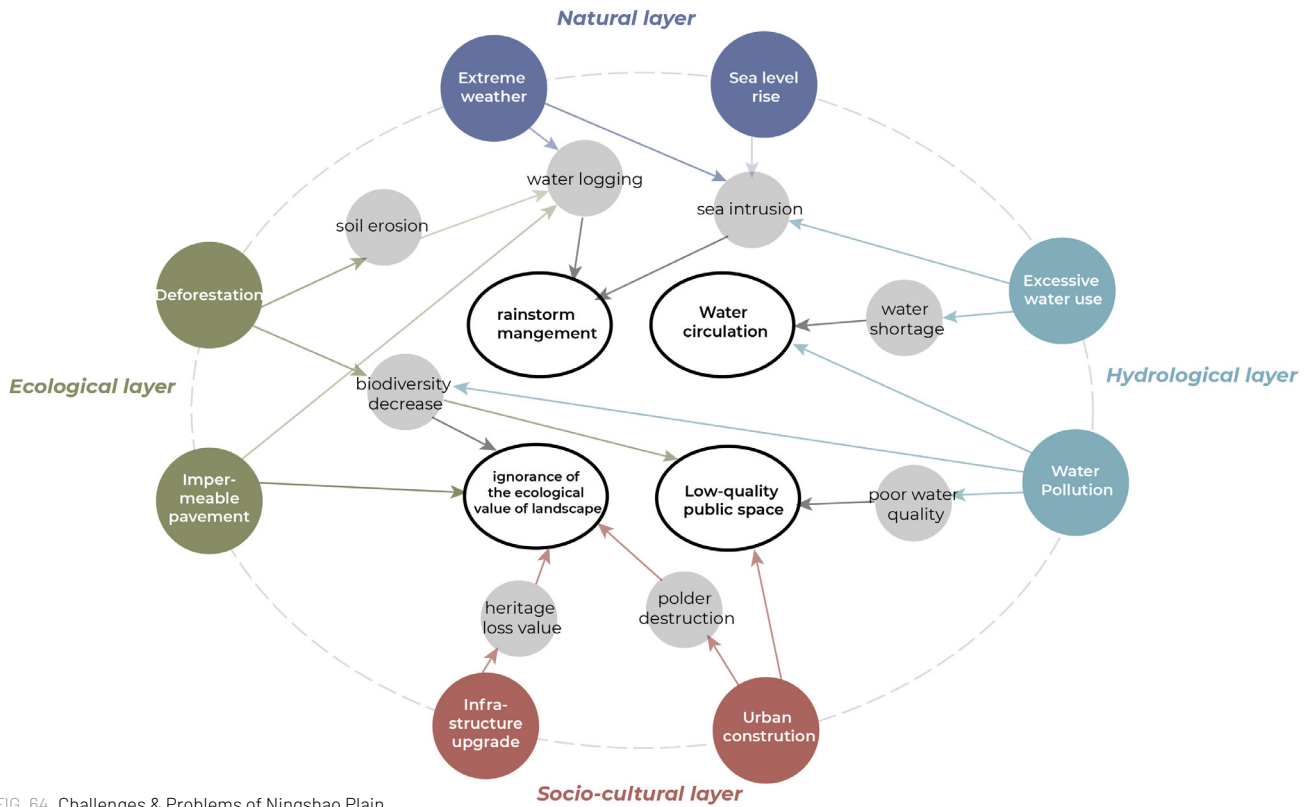 Natural layer
Extreme
weather
Sea level
rise
water logging
soil erosion
sea intrusion
Deforestation
Excessive
water use
rainstorm
mangement
Water
circulation
water
shortage
Ecological layer
Hydrological layer
biodiversity
decrease
Imper-
meable
pavement
ignorance of
the ecological
value of landscape
Low-quality
public space
poor water
quality
Water
Pollution
heritage
loss value
polder
destruction
Infra-
structure
upgrade
Urban
constrution
Socio-cultural layer
FIG. 64 Challenges & Problems of Ningshao Plain